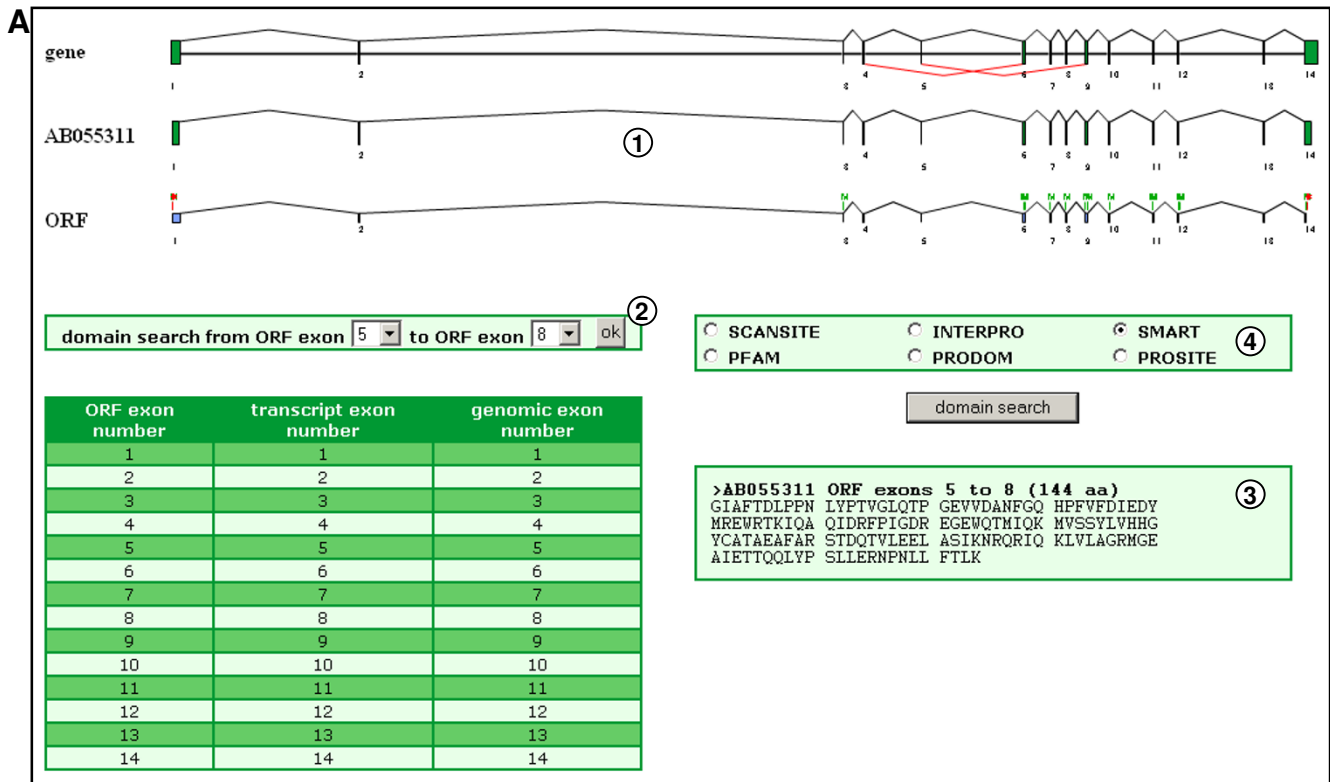 A
gene
1 2 3 4 5 6 7 8 9 10 11 12 13 14
AB055311
①
1 2 3 4 5 6 7 8 9 10 11 12 13 14
ORF
1 2 3 4 5 6 7 8 9 10 11 12 13 14
②
domain search from ORF exon 5 to ORF exon 8 ok
SCANSITE INTERPRO SMART
PFAM PRODOM PROSITE
④
domain search
ORF exon number transcript exon number genomic exon number
1 1 1
2 2 2
3 3 3
4 4 4
5 5 5
6 6 6
7 7 7
8 8 8
9 9 9
10 10 10
11 11 11
12 12 12
13 13 13
14 14 14
>AB055311 ORF exons 5 to 8 (144 aa)
③
GIAFTDLPPN LYPTVGLQTP GEVVDANFGQ HPFVFDIEDY
MREWRTKIQA QIDRFPIGDR EGEWQTMIQK MVSSYLVHHG
YCATAEAFAR STDQTVLEEL ASIKNRQRIQ KLVLAGRMGE
AIETTQQLYP SLLERNPNLL FTLK